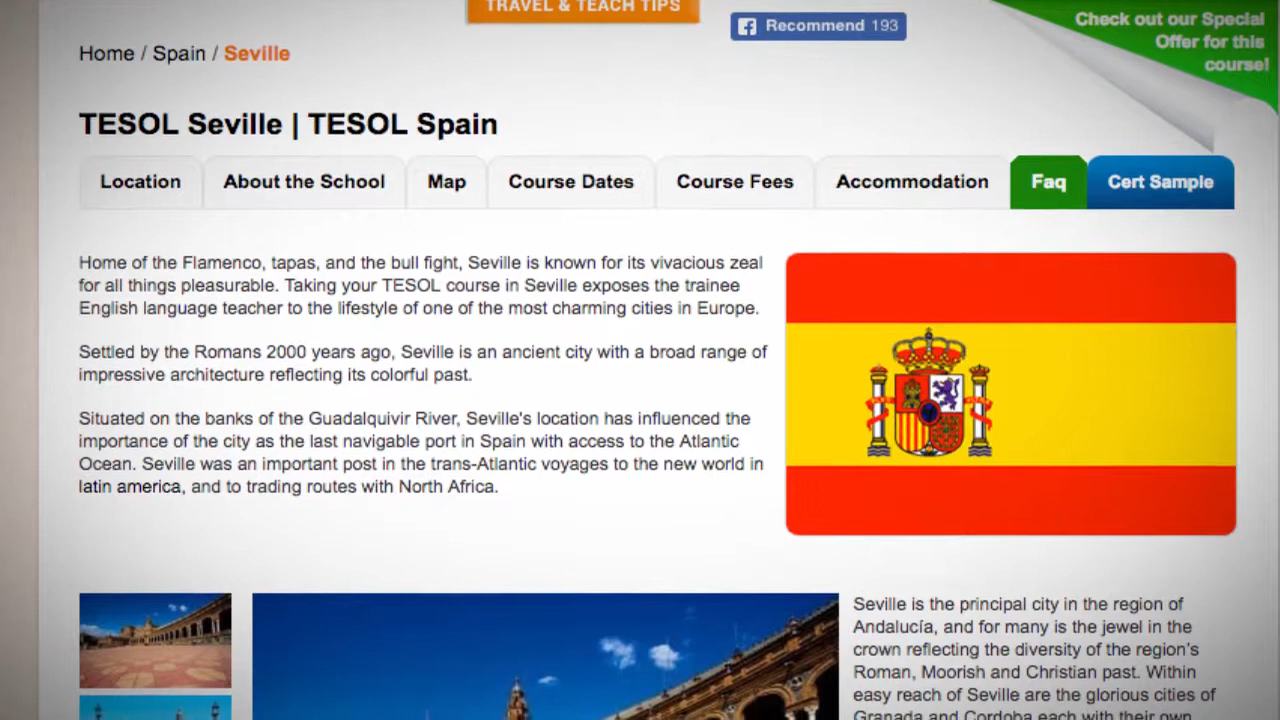 TRAVEL & TEACH TIPS
Recommend 193
Check out our Special
Offer for this
course!
Home / Spain / Seville
TESOL Seville | TESOL Spain
Location About the School Map Course Dates Course Fees Accommodation Faq Cert Sample
Home of the Flamenco, tapas, and the bull fight, Seville is known for its vivacious zeal
for all things pleasurable. Taking your TESOL course in Seville exposes the trainee
English language teacher to the lifestyle of one of the most charming cities in Europe.
Settled by the Romans 2000 years ago, Seville is an ancient city with a broad range of
impressive architecture reflecting its colorful past.
Situated on the banks of the Guadalquivir River, Seville's location has influenced the
importance of the city as the last navigable port in Spain with access to the Atlantic
Ocean. Seville was an important post in the trans-Atlantic voyages to the new world in
latin america, and to trading routes with North Africa.
Seville is the principal city in the region of
Andalucía, and for many is the jewel in the
crown reflecting the diversity of the region's
Roman, Moorish and Christian past. Within
easy reach of Seville are the glorious cities of
Granada and Cordoba each with their own